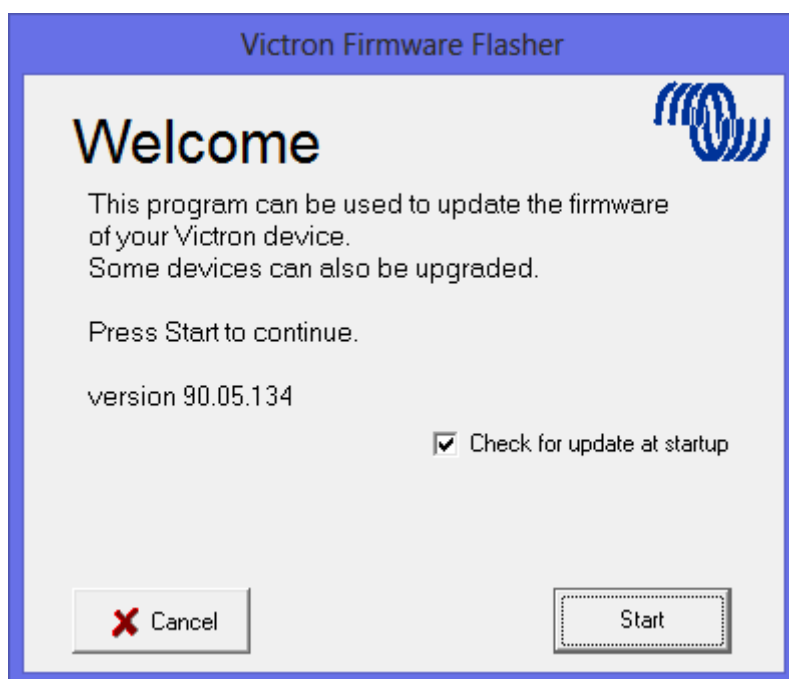 Victron Firmware Flasher
Welcome
This program can be used to update the firmware
of your Victron device.
Some devices can also be upgraded.
Press Start to continue.
version 90.05.134
Check for update at startup
Cancel
Start